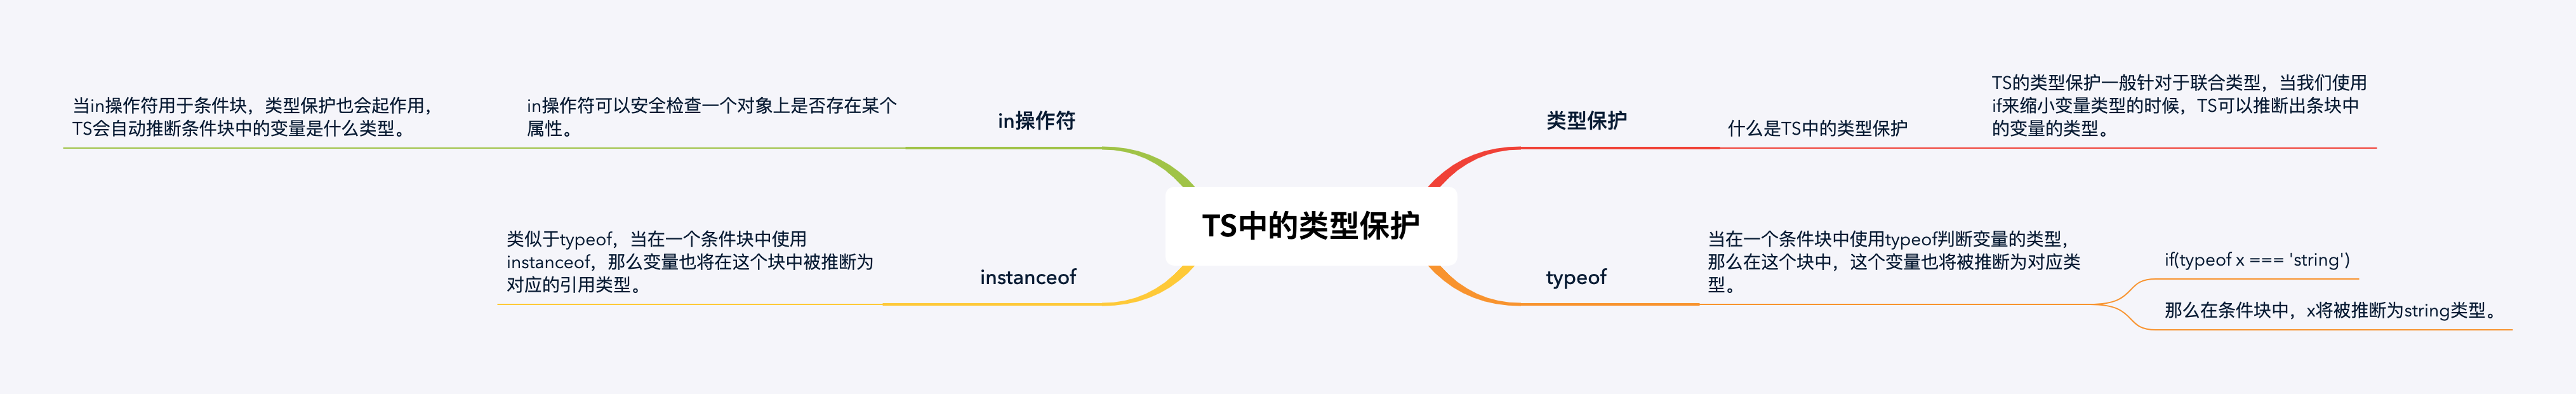 TS中的类型保护
类型保护
什么是TS中的类型保护
TS的类型保护一般针对于联合类型，当我们使用
if来缩小变量类型的时候，TS可以推断出条块中
的变量的类型。
typeof
当在一个条件块中使用typeof判断变量的类型，
那么在这个块中，这个变量也将被推断为对应类
型。
if(typeof x === 'string')
那么在条件块中，x将被推断为string类型。
in操作符
in操作符可以安全检查一个对象上是否存在某个
属性。
当in操作符用于条件块，类型保护也会起作用，
TS会自动推断条件块中的变量是什么类型。
instanceof
类似于typeof，当在一个条件块中使用
instanceof，那么变量也将在这个块中被推断为
对应的引用类型。